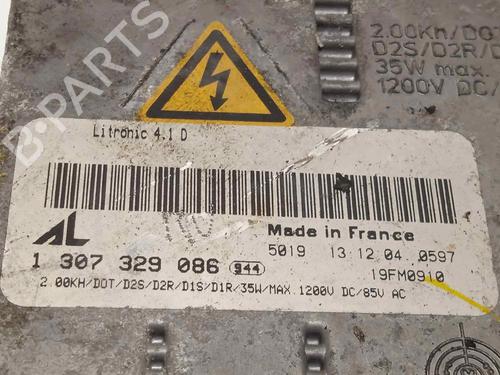 2.00Kh/DOT
D2S/D2R/D
35W max.
1200V DC/
B-PARTS
Litronic 4.1 D
AL
Made in France
5019 13.12.04 0597
1 307 329 086 944
19FM0910
2.00KH/DOT/D2S/D2R/D1S/D1R/35W/MAX.1200V DC/85V AC